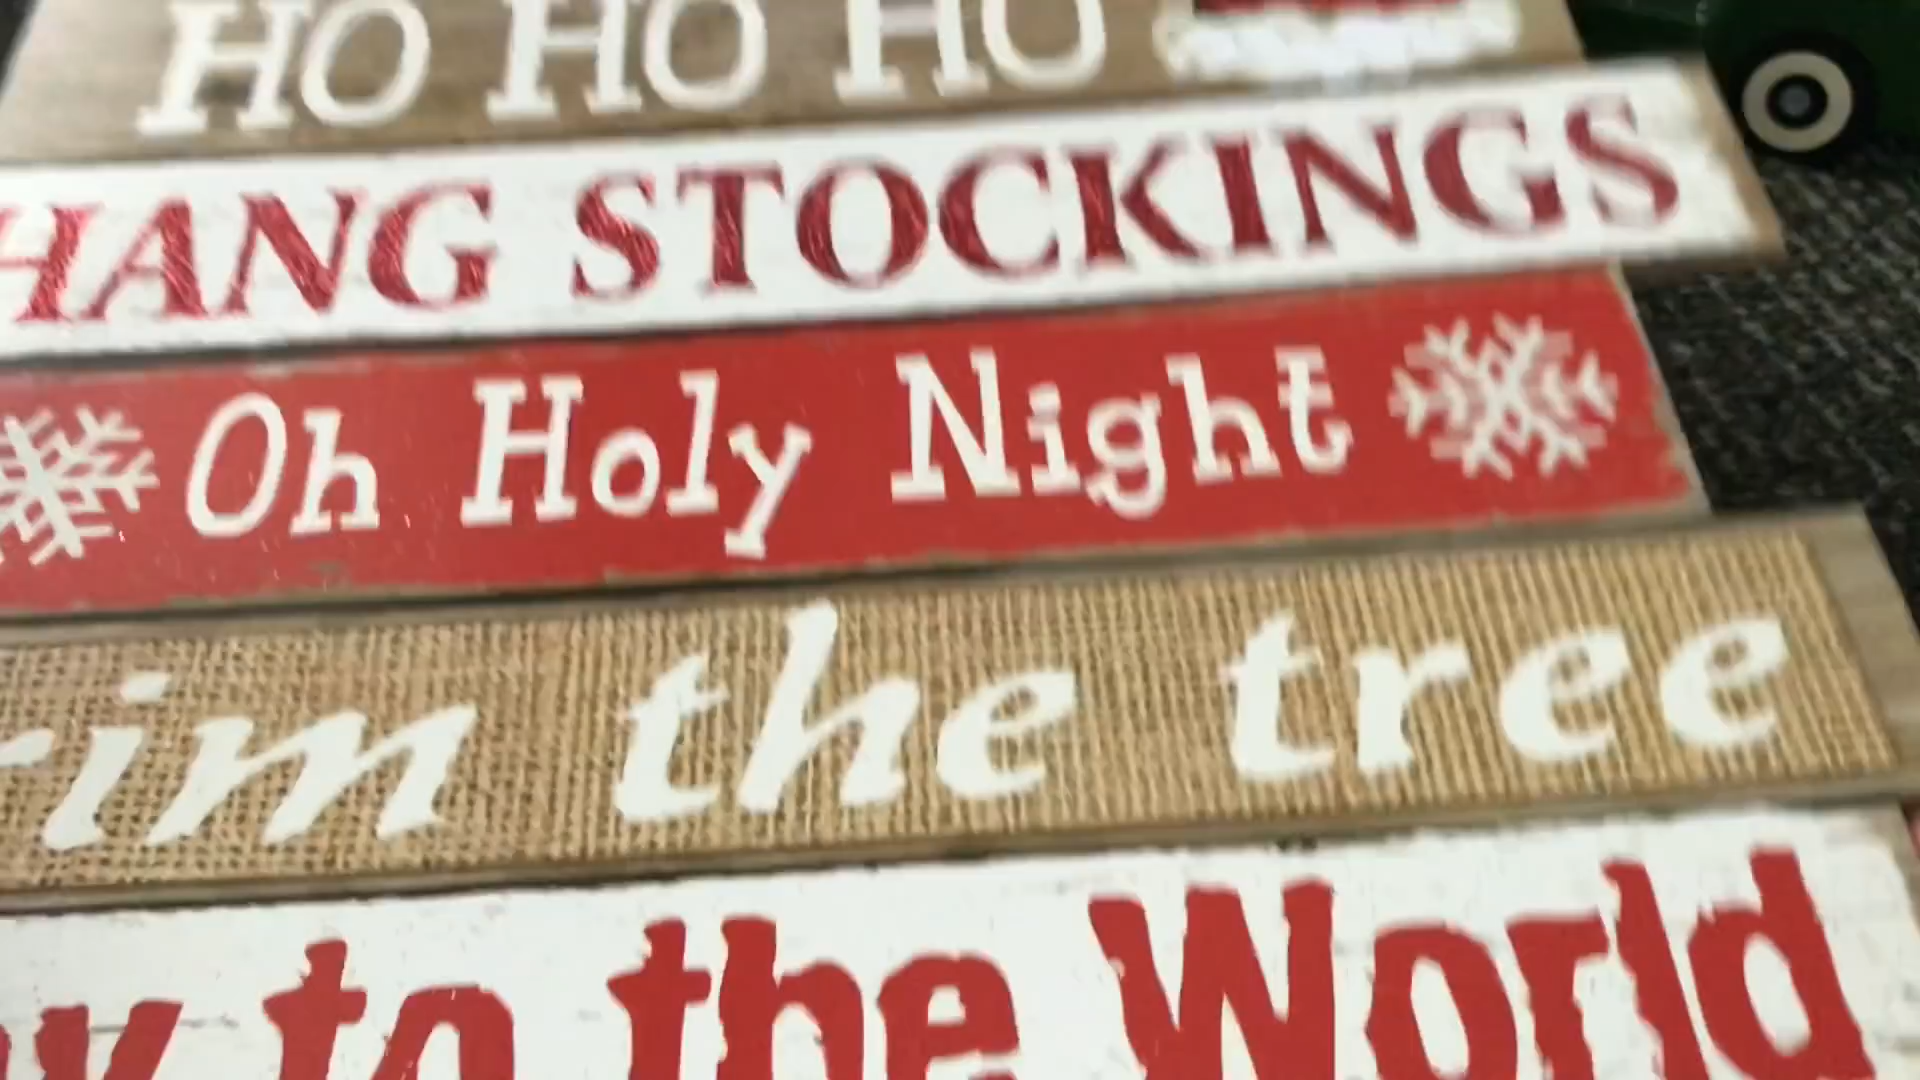 HO HO HO
HANG STOCKINGS
Oh Holy Night
the tree
to the World